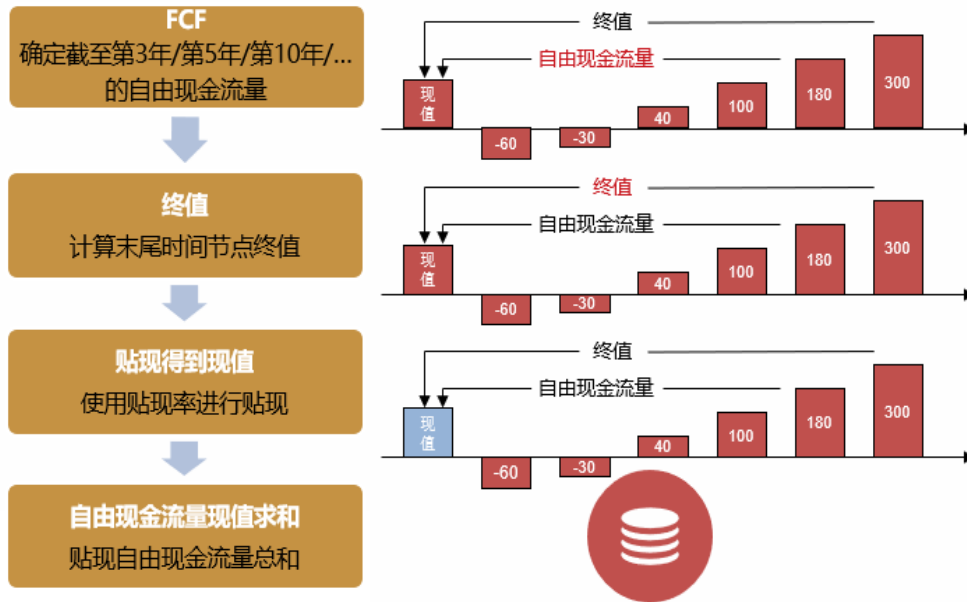 FCF
确定截至第3年/第5年/第10年/...
的自由现金流量
终值
计算末尾时间节点终值
贴现得到现值
使用贴现率进行贴现
自由现金流量现值求和
贴现自由现金流量总和
终值
自由现金流量
现
值
-60
-30
40
100
180
300
终值
自由现金流量
现
值
-60
-30
40
100
180
300
终值
自由现金流量
现
值
-60
-30
40
100
180
300